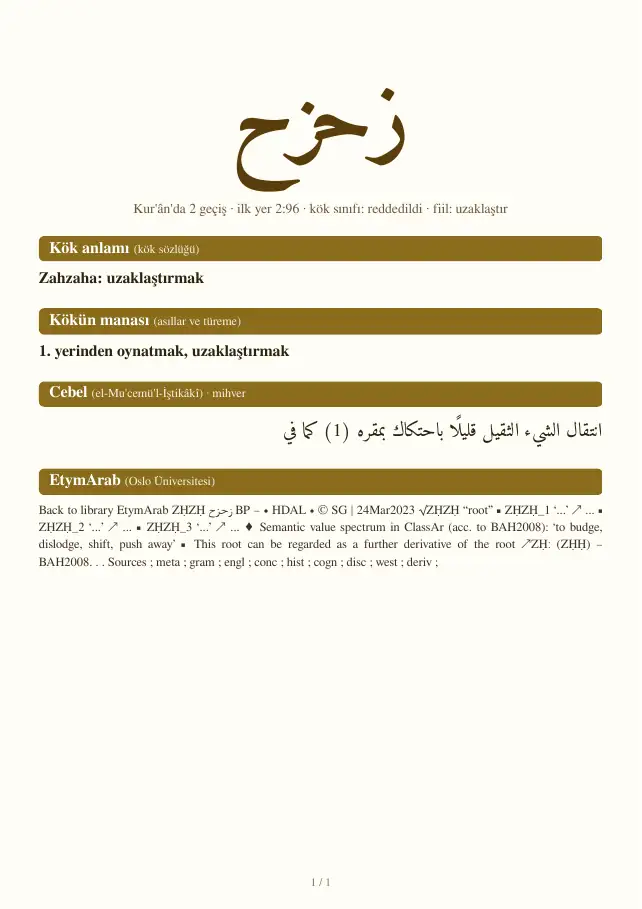 زحزح
Kur'ân'da 2 geçiş · ilk yer 2:96 · kök sınıfı: reddedildi · fiil: uzaklaştır
Kök anlamı (kök sözlüğü)
Zahzaha: uzaklaştırmak
Kökün manası (asıllar ve türeme)
1. yerinden oynatmak, uzaklaştırmak
Cebel (el-Mu'cemü'l-İştikâkî) · mihver
انتقال الشيء الثقيل قليلًا باحتكاك بمقره (1) كما في
EtymArab (Oslo Üniversitesi)
Back to library EtymArab ZḤZḤ زحزح BP – • HDAL • © SG | 24Mar2023 √ZḤZḤ “root” ▪ ZḤZḤ_1 ‘...’ ↗ ... ▪
ZḤZḤ_2 ‘...’ ↗ ... ▪ ZḤZḤ_3 ‘...’ ↗ ... ♦ Semantic value spectrum in ClassAr (acc. to BAH2008): ‘to budge,
dislodge, shift, push away’ ▪ This root can be regarded as a further derivative of the root ↗ZḤ: (ZḤḤ) –
BAH2008. . . Sources ; meta ; gram ; engl ; conc ; hist ; cogn ; disc ; west ; deriv ;
1 / 1